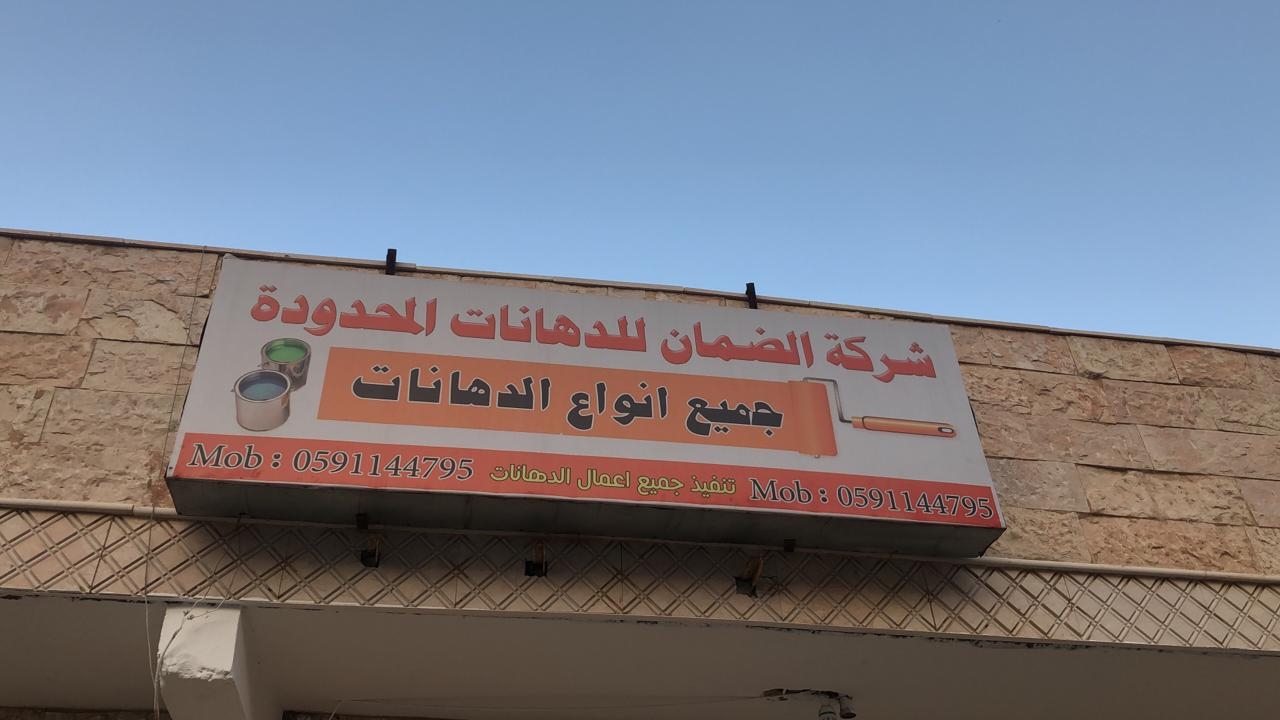 شركة الضمان للدهانات المحدودة
جميع انواع الدهانات
Mob : 0591144795 تنفيذ جميع اعمال الدهانات Mob : 0591144795